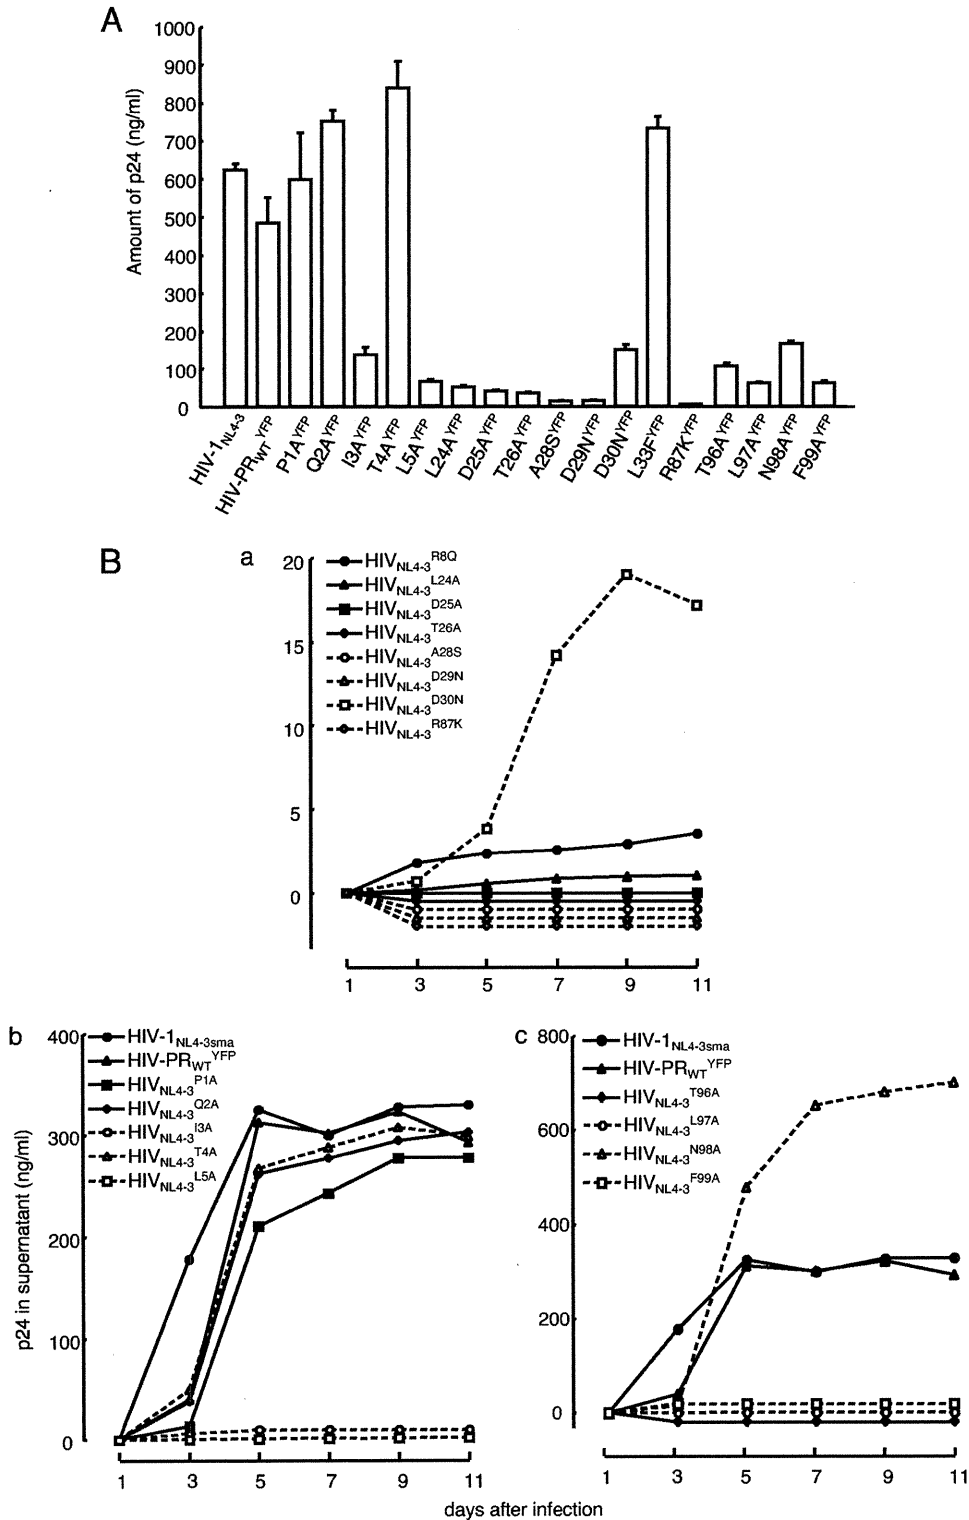 A
1000
900
800
700
600
500
400
300
200
100
0
Amount of p24 (ng/ml)
HIV-1NL4-3
HIV-PRWT YFP
P1AYFP
Q2AYFP
I3AYFP
T4AYFP
L5AYFP
L24AYFP
D25AYFP
T26AYFP
A28SYFP
D29NYFP
D30NYFP
L33FYFP
R87KYFP
T96AYFP
L97AYFP
N98AYFP
F99AYFP
B
a
20
15
10
5
0
HIVNL4-3R8Q
HIVNL4-3L24A
HIVNL4-3D25A
HIVNL4-3T26A
HIVNL4-3A28S
HIVNL4-3D29N
HIVNL4-3D30N
HIVNL4-3R87K
1 3 5 7 9 11
b
400
300
200
100
0
p24 in supernatant (ng/ml)
HIV-1NL4-3sma
HIV-PRWT YFP
HIVNL4-3P1A
HIVNL4-3Q2A
HIVNL4-3I3A
HIVNL4-3T4A
HIVNL4-3L5A
1 3 5 7 9 11
c
800
600
400
200
0
HIV-1NL4-3sma
HIV-PRWT YFP
HIVNL4-3T96A
HIVNL4-3L97A
HIVNL4-3N98A
HIVNL4-3F99A
1 3 5 7 9 11
days after infection